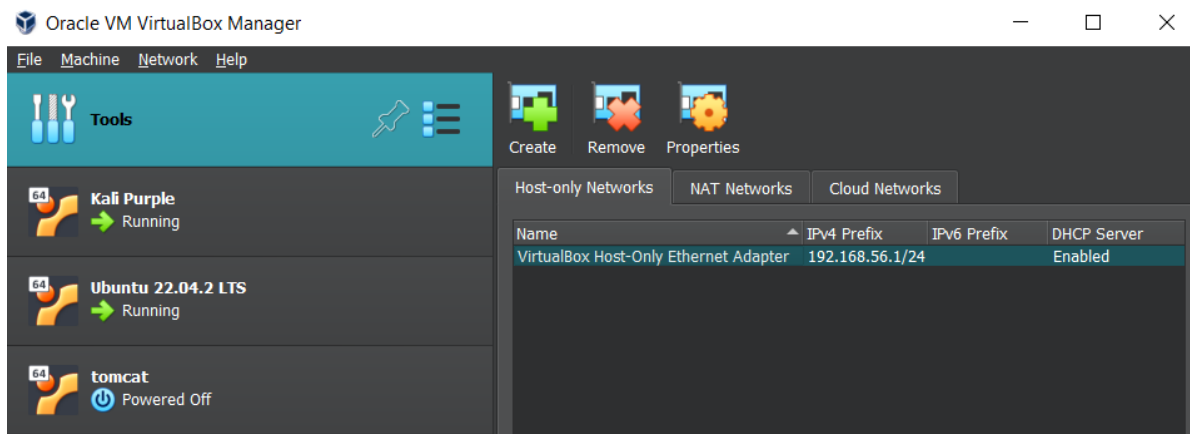 Oracle VM VirtualBox Manager
File Machine Network Help
Tools
Create Remove Properties
Host-only Networks NAT Networks Cloud Networks
64
Kali Purple
Running
Name IPv4 Prefix IPv6 Prefix DHCP Server
VirtualBox Host-Only Ethernet Adapter 192.168.56.1/24 Enabled
64
Ubuntu 22.04.2 LTS
Running
64
tomcat
Powered Off